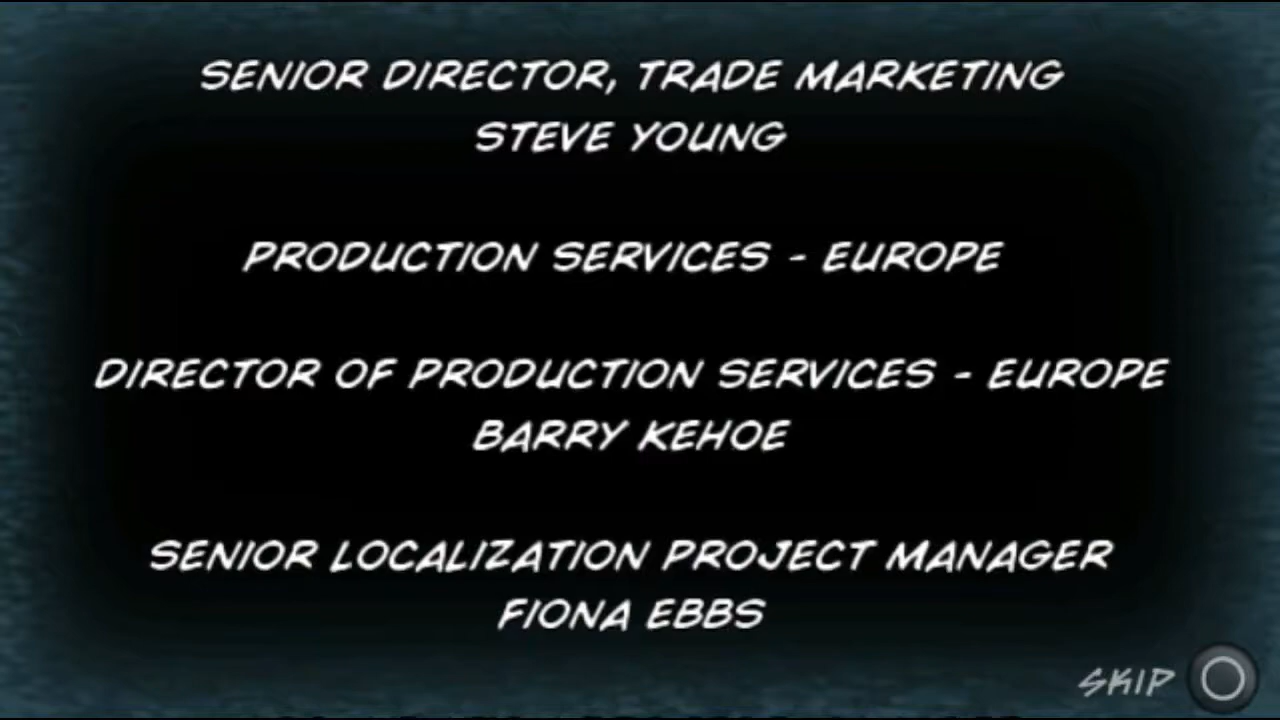 SENIOR DIRECTOR, TRADE MARKETING
STEVE YOUNG
PRODUCTION SERVICES - EUROPE
DIRECTOR OF PRODUCTION SERVICES - EUROPE
BARRY KEHOE
SENIOR LOCALIZATION PROJECT MANAGER
FIONA EBBS
SKIP